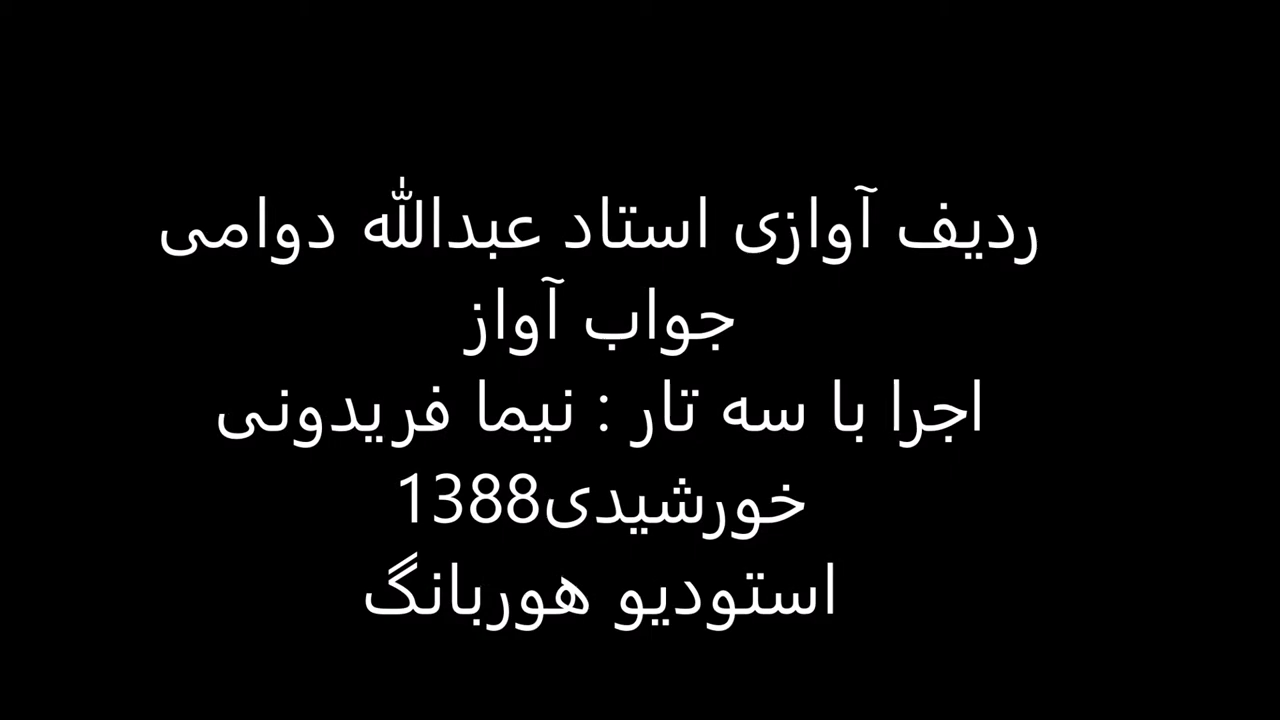 ردیف آوازی استاد عبدالله دوامی
جواب آواز
اجرا با سه تار : نیما فریدونی
خورشیدی1388
استودیو هوربانگ